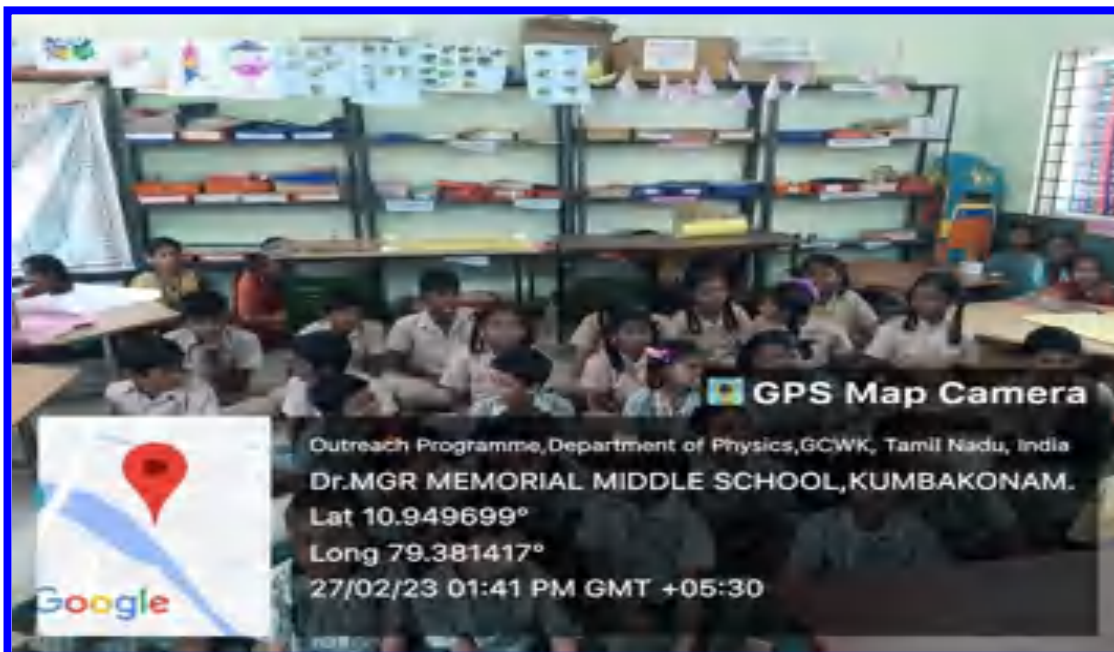 GPS Map Camera
Outreach Programme,Department of Physics,GCWK, Tamil Nadu, India
Dr.MGR MEMORIAL MIDDLE SCHOOL,KUMBAKONAM.
Lat 10.949699°
Long 79.381417°
27/02/23 01:41 PM GMT +05:30
Google